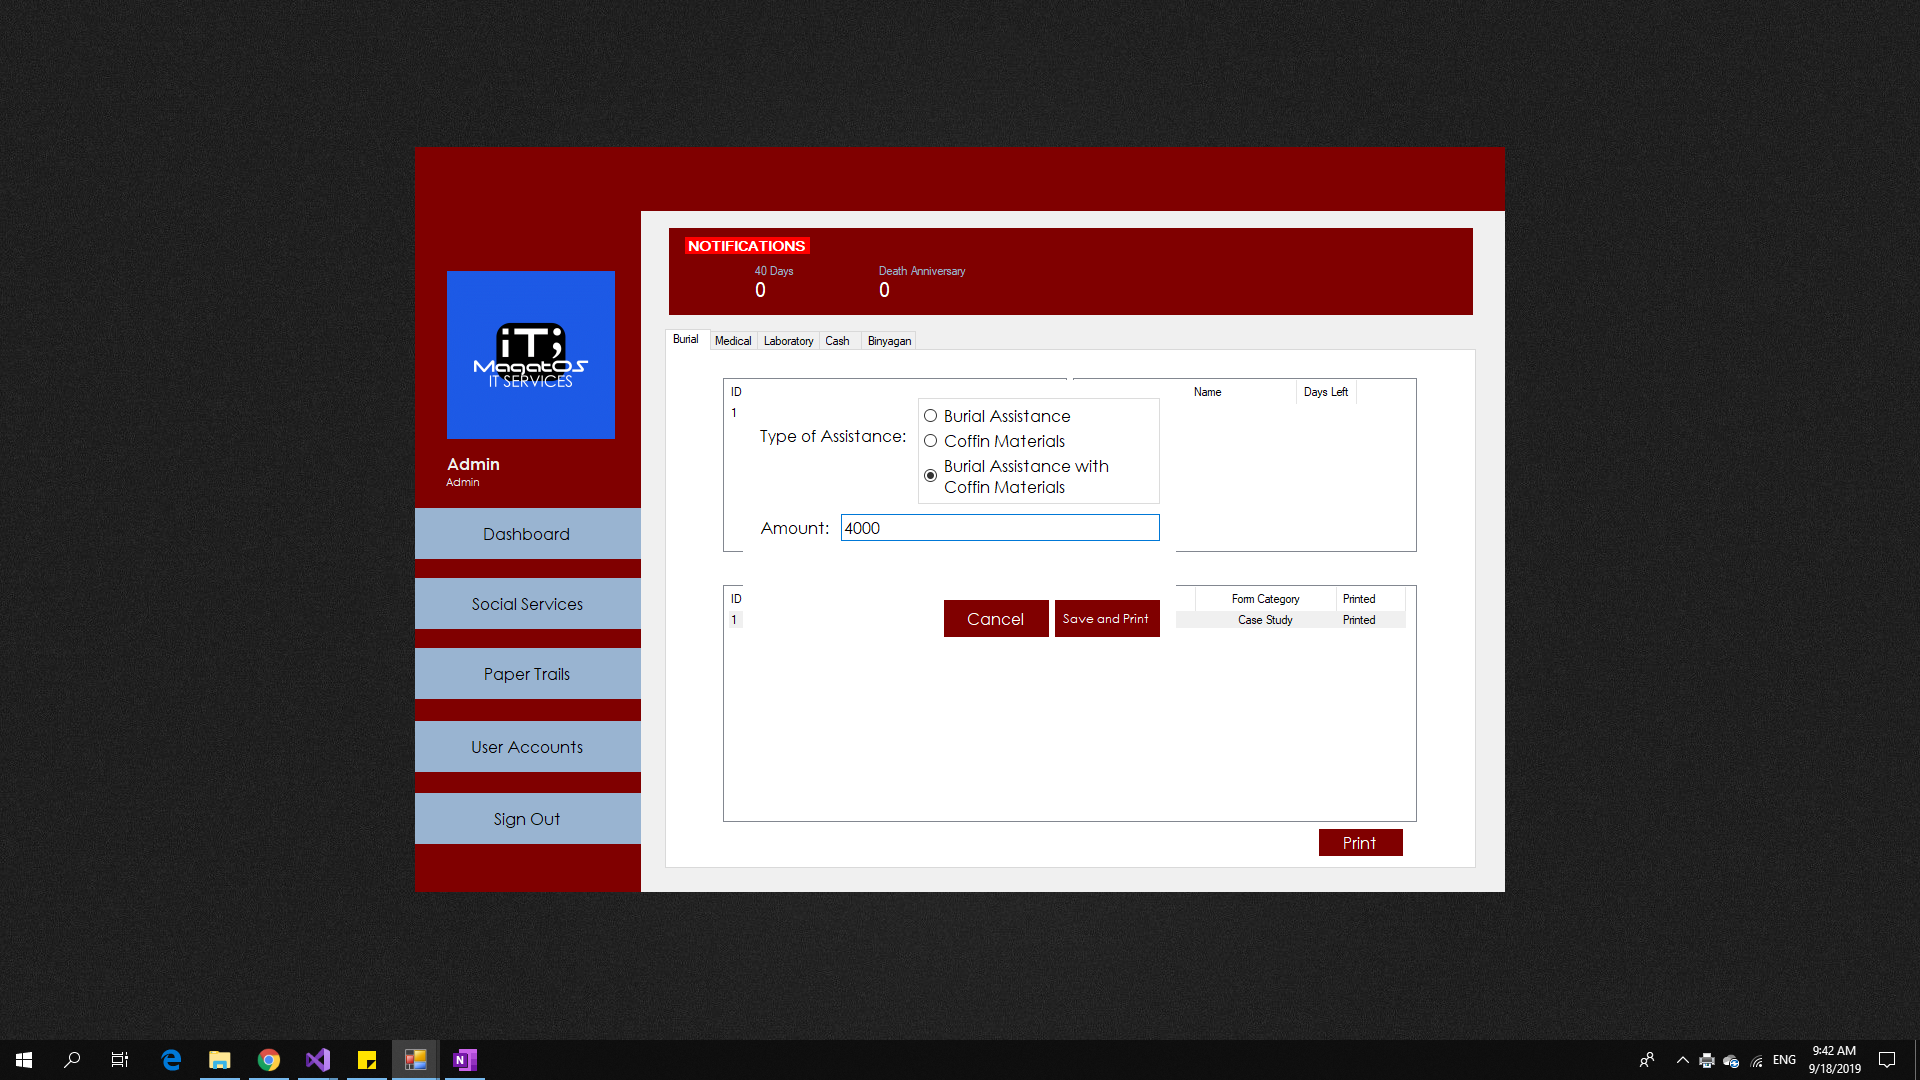 NOTIFICATIONS
40 Days
Death Anniversary
0
0
iT;
MagatOS
IT SERVICES
Admin
Admin
Dashboard
Social Services
Paper Trails
User Accounts
Sign Out
Burial
Medical
Laboratory
Cash
Binyagan
ID
Name
Days Left
1
Type of Assistance:
Burial Assistance
Coffin Materials
Burial Assistance with
Coffin Materials
Amount:
4000
ID
Form Category
Printed
1
Case Study
Printed
Cancel
Save and Print
Print
ENG
9:42 AM
9/18/2019